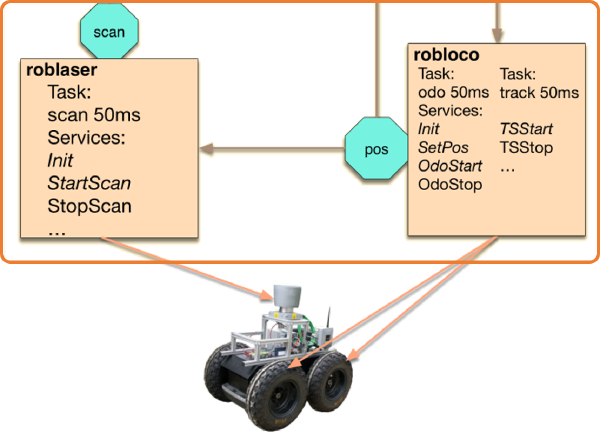 scan
roblaser
Task:
scan 50ms
Services:
Init
StartScan
StopScan
...
pos
robloco
Task: Task:
odo 50ms track 50ms
Services:
Init TSStart
SetPos TSStop
OdoStart ...
OdoStop